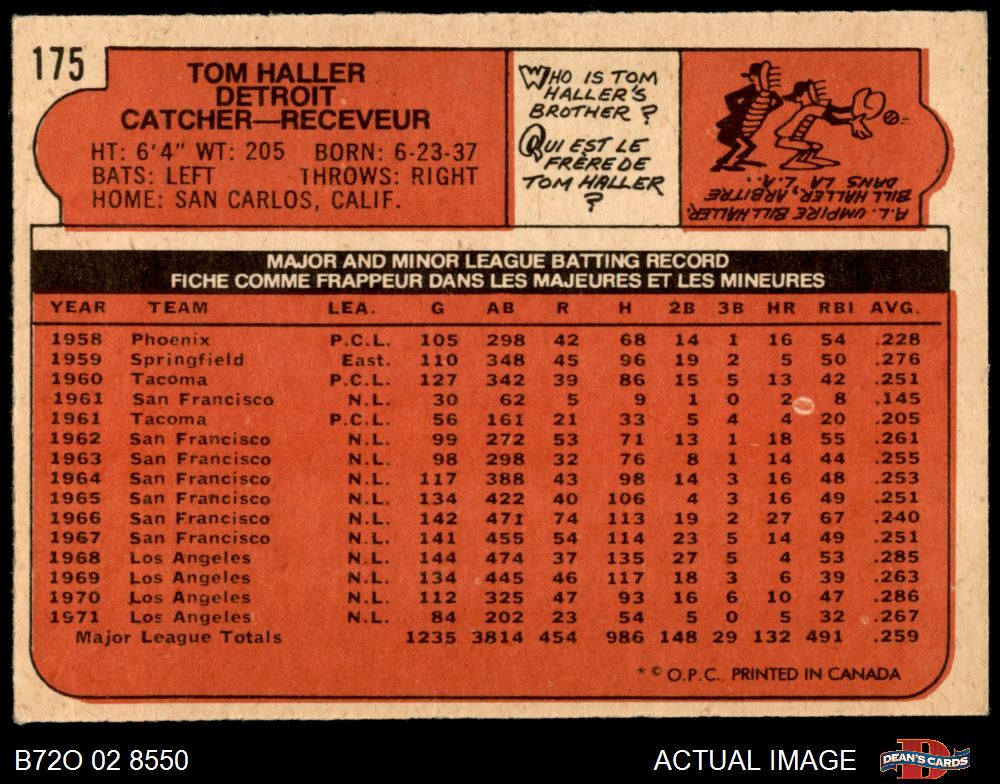 175
TOM HALLER
DETROIT
CATCHER—RECEVEUR
HT: 6'4" WT: 205 BORN: 6-23-37
BATS: LEFT THROWS: RIGHT
HOME: SAN CARLOS, CALIF.
WHO IS TOM
HALLER'S
BROTHER ?
QUI EST LE
FRÈRE DE
TOM HALLER
?
A.L. UMPIRE BILL HALLER.
BILL HALLER, ARBITRE
DANS LA L.A..
MAJOR AND MINOR LEAGUE BATTING RECORD
FICHE COMME FRAPPEUR DANS LES MAJEURES ET LES MINEURES
YEAR TEAM LEA. G AB R H 2B 3B HR RBI AVG.
1958 Phoenix P.C.L. 105 298 42 68 14 1 16 54 .228
1959 Springfield East. 110 348 45 96 19 2 5 50 .276
1960 Tacoma P.C.L. 127 342 39 86 15 5 13 42 .251
1961 San Francisco N.L. 30 62 5 9 1 0 2 8 .145
1961 Tacoma P.C.L. 56 161 21 33 5 4 4 20 .205
1962 San Francisco N.L. 99 272 53 71 13 1 18 55 .261
1963 San Francisco N.L. 98 298 32 76 8 1 14 44 .255
1964 San Francisco N.L. 117 388 43 98 14 3 16 48 .253
1965 San Francisco N.L. 134 422 40 106 4 3 16 49 .251
1966 San Francisco N.L. 142 471 74 113 19 2 27 67 .240
1967 San Francisco N.L. 141 455 54 114 23 5 14 49 .251
1968 Los Angeles N.L. 144 474 37 135 27 5 4 53 .285
1969 Los Angeles N.L. 134 445 46 117 18 3 6 39 .263
1970 Los Angeles N.L. 112 325 47 93 16 6 10 47 .286
1971 Los Angeles N.L. 84 202 23 54 5 0 5 32 .267
Major League Totals 1235 3814 454 986 148 29 132 491 .259
* © O.P.C. PRINTED IN CANADA
B72O 02 8550
ACTUAL IMAGE
DEAN'S CARDS